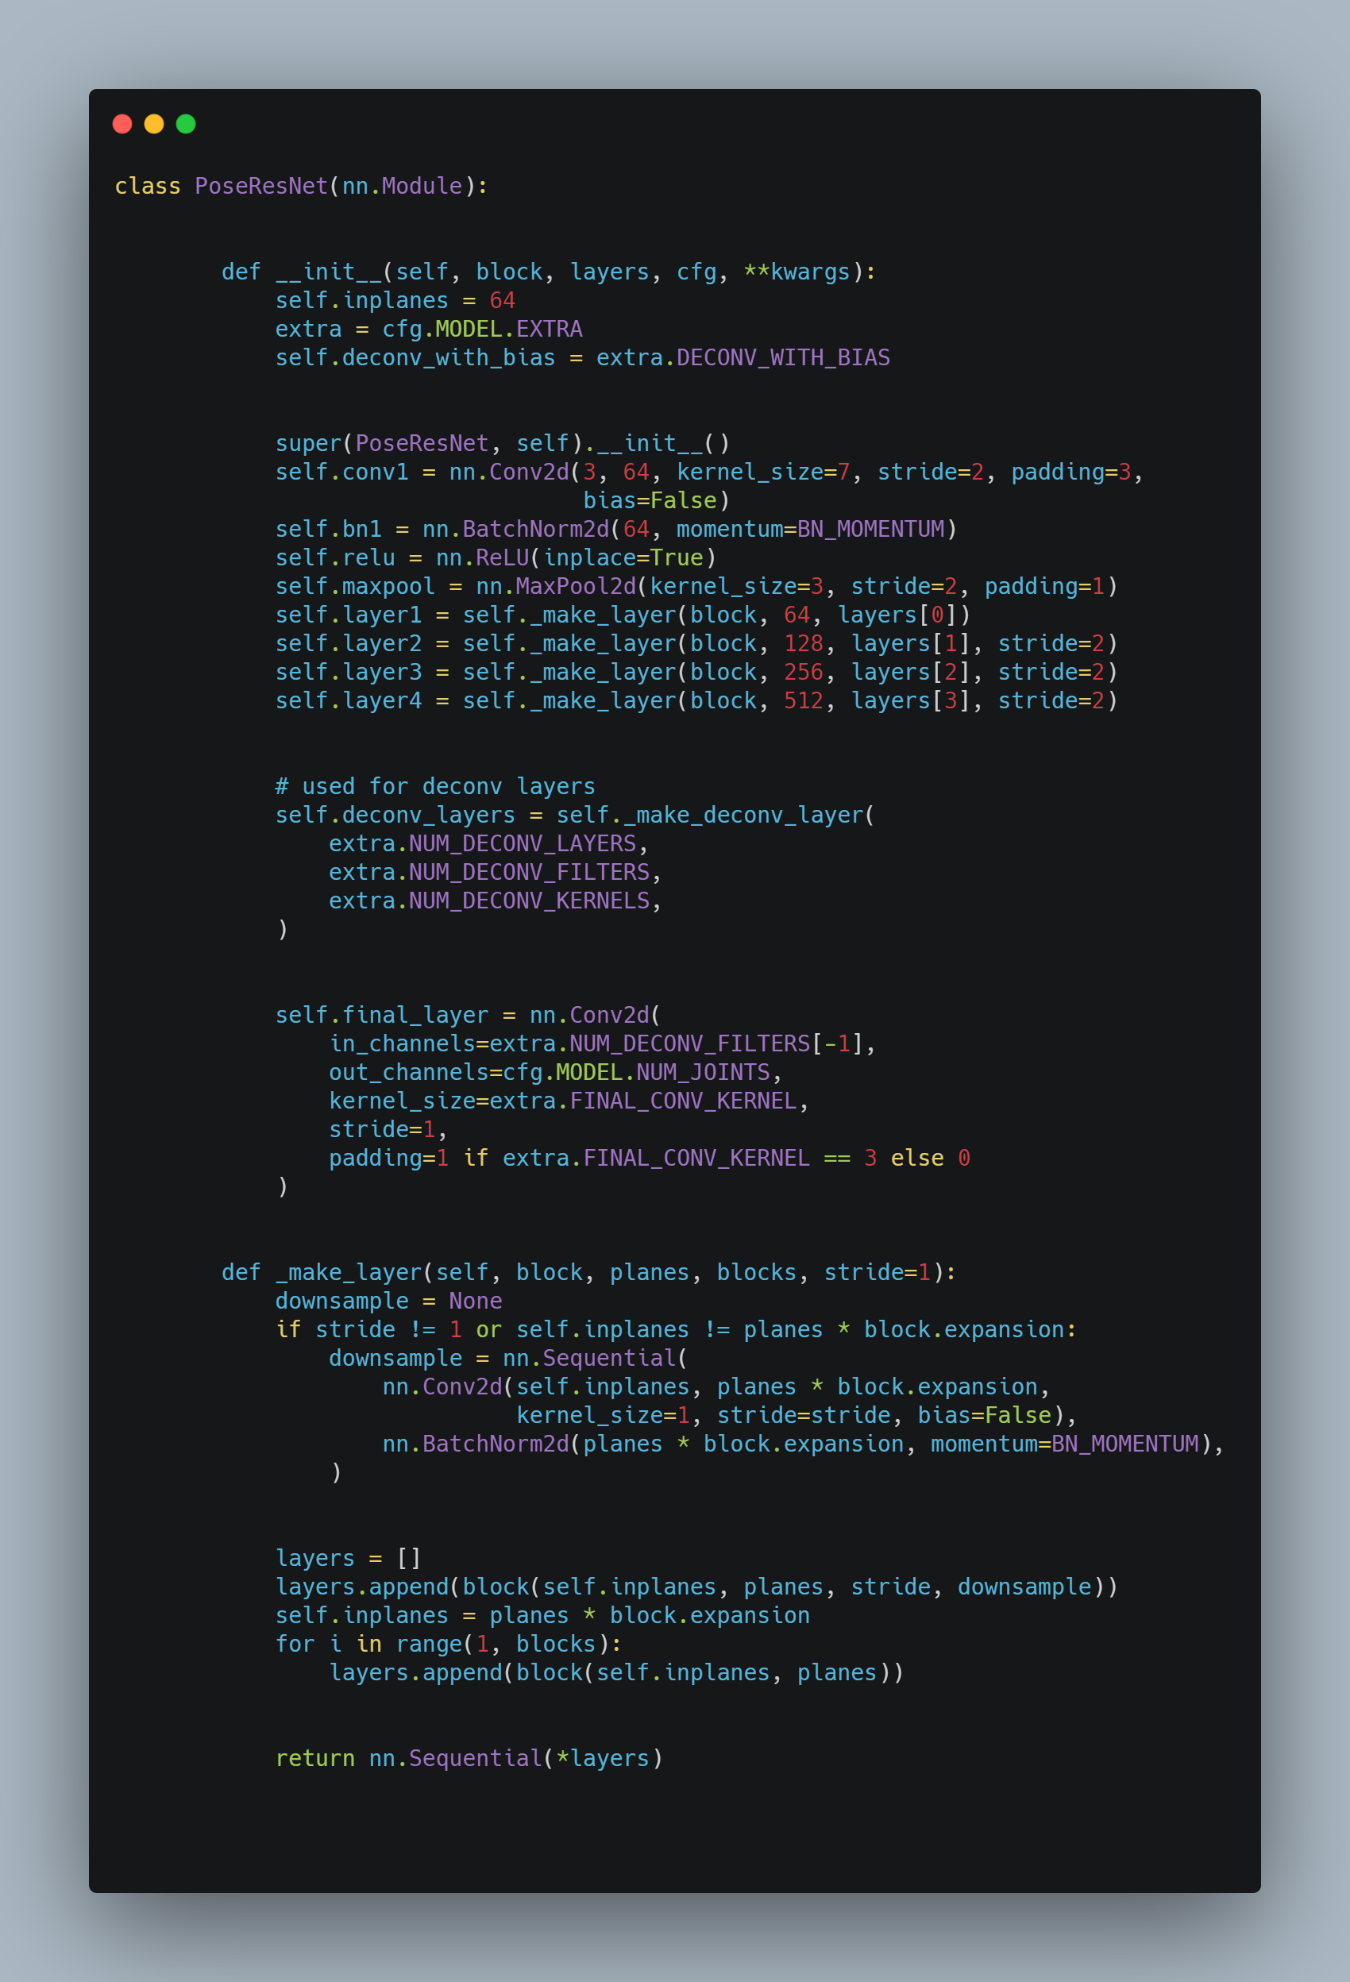 class PoseResNet(nn.Module):
def __init__(self, block, layers, cfg, **kwargs):
self.inplanes = 64
extra = cfg.MODEL.EXTRA
self.deconv_with_bias = extra.DECONV_WITH_BIAS
super(PoseResNet, self).__init__()
self.conv1 = nn.Conv2d(3, 64, kernel_size=7, stride=2, padding=3,
bias=False)
self.bn1 = nn.BatchNorm2d(64, momentum=BN_MOMENTUM)
self.relu = nn.ReLU(inplace=True)
self.maxpool = nn.MaxPool2d(kernel_size=3, stride=2, padding=1)
self.layer1 = self._make_layer(block, 64, layers[0])
self.layer2 = self._make_layer(block, 128, layers[1], stride=2)
self.layer3 = self._make_layer(block, 256, layers[2], stride=2)
self.layer4 = self._make_layer(block, 512, layers[3], stride=2)
# used for deconv layers
self.deconv_layers = self._make_deconv_layer(
extra.NUM_DECONV_LAYERS,
extra.NUM_DECONV_FILTERS,
extra.NUM_DECONV_KERNELS,
)
self.final_layer = nn.Conv2d(
in_channels=extra.NUM_DECONV_FILTERS[-1],
out_channels=cfg.MODEL.NUM_JOINTS,
kernel_size=extra.FINAL_CONV_KERNEL,
stride=1,
padding=1 if extra.FINAL_CONV_KERNEL == 3 else 0
)
def _make_layer(self, block, planes, blocks, stride=1):
downsample = None
if stride != 1 or self.inplanes != planes * block.expansion:
downsample = nn.Sequential(
nn.Conv2d(self.inplanes, planes * block.expansion,
kernel_size=1, stride=stride, bias=False),
nn.BatchNorm2d(planes * block.expansion, momentum=BN_MOMENTUM),
)
layers = []
layers.append(block(self.inplanes, planes, stride, downsample))
self.inplanes = planes * block.expansion
for i in range(1, blocks):
layers.append(block(self.inplanes, planes))
return nn.Sequential(*layers)